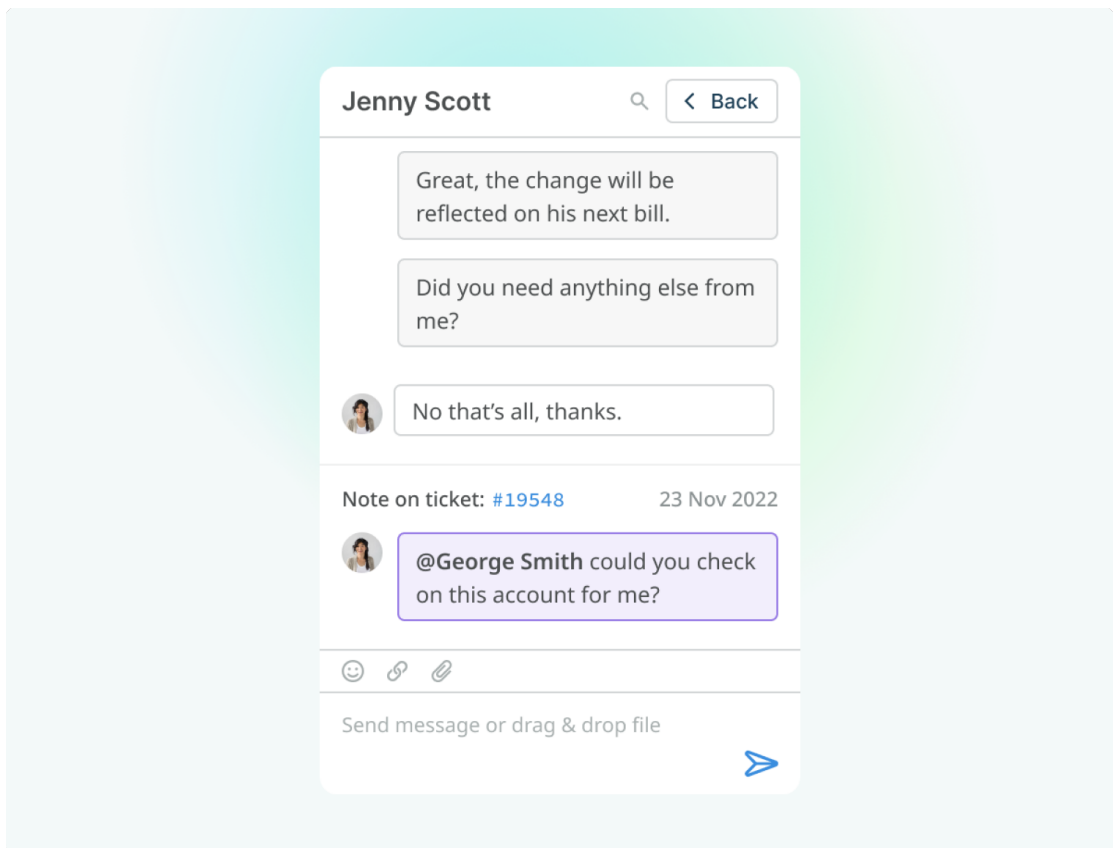 Jenny Scott
Back
Great, the change will be
reflected on his next bill.
Did you need anything else from
me?
No that’s all, thanks.
Note on ticket: #19548 23 Nov 2022
@George Smith could you check
on this account for me?
Send message or drag & drop file